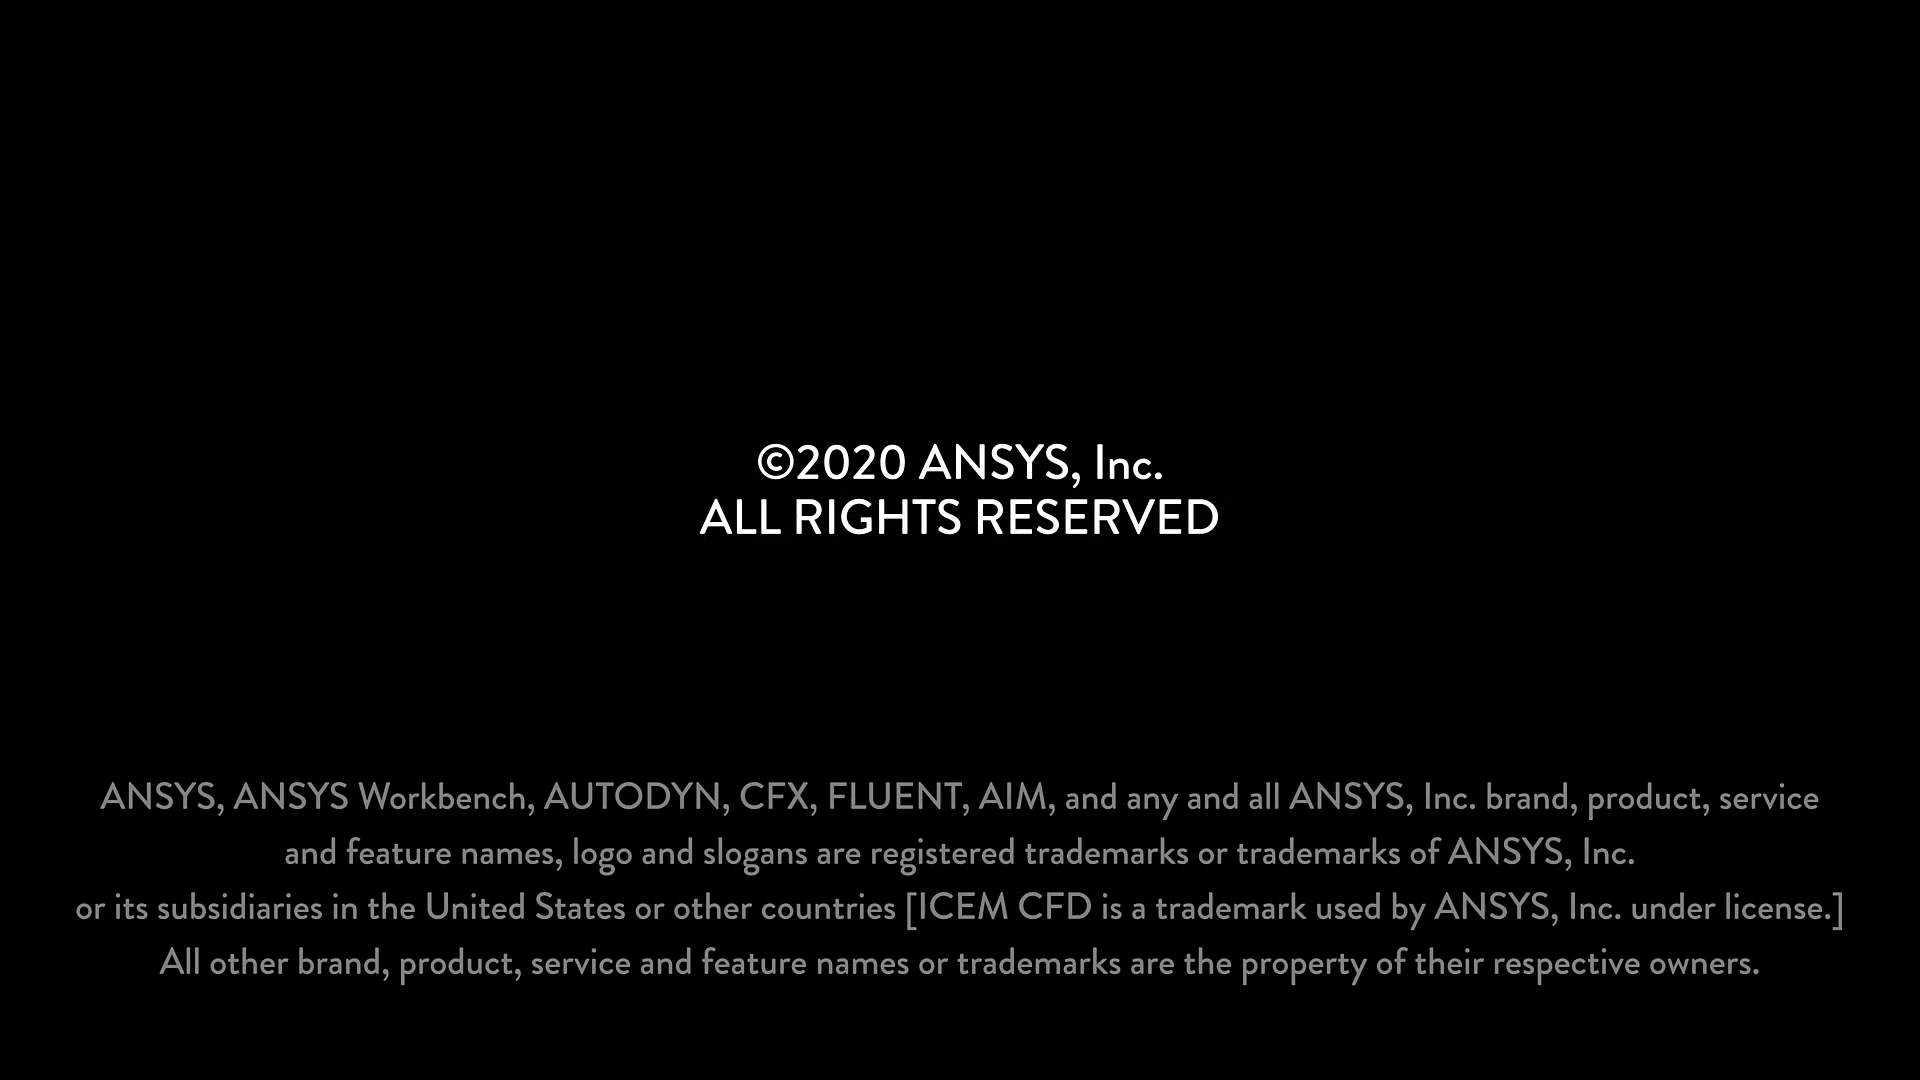 ©2020 ANSYS, Inc.
ALL RIGHTS RESERVED
ANSYS, ANSYS Workbench, AUTODYN, CFX, FLUENT, AIM, and any and all ANSYS, Inc. brand, product, service
and feature names, logo and slogans are registered trademarks or trademarks of ANSYS, Inc.
or its subsidiaries in the United States or other countries [ICEM CFD is a trademark used by ANSYS, Inc. under license.]
All other brand, product, service and feature names or trademarks are the property of their respective owners.